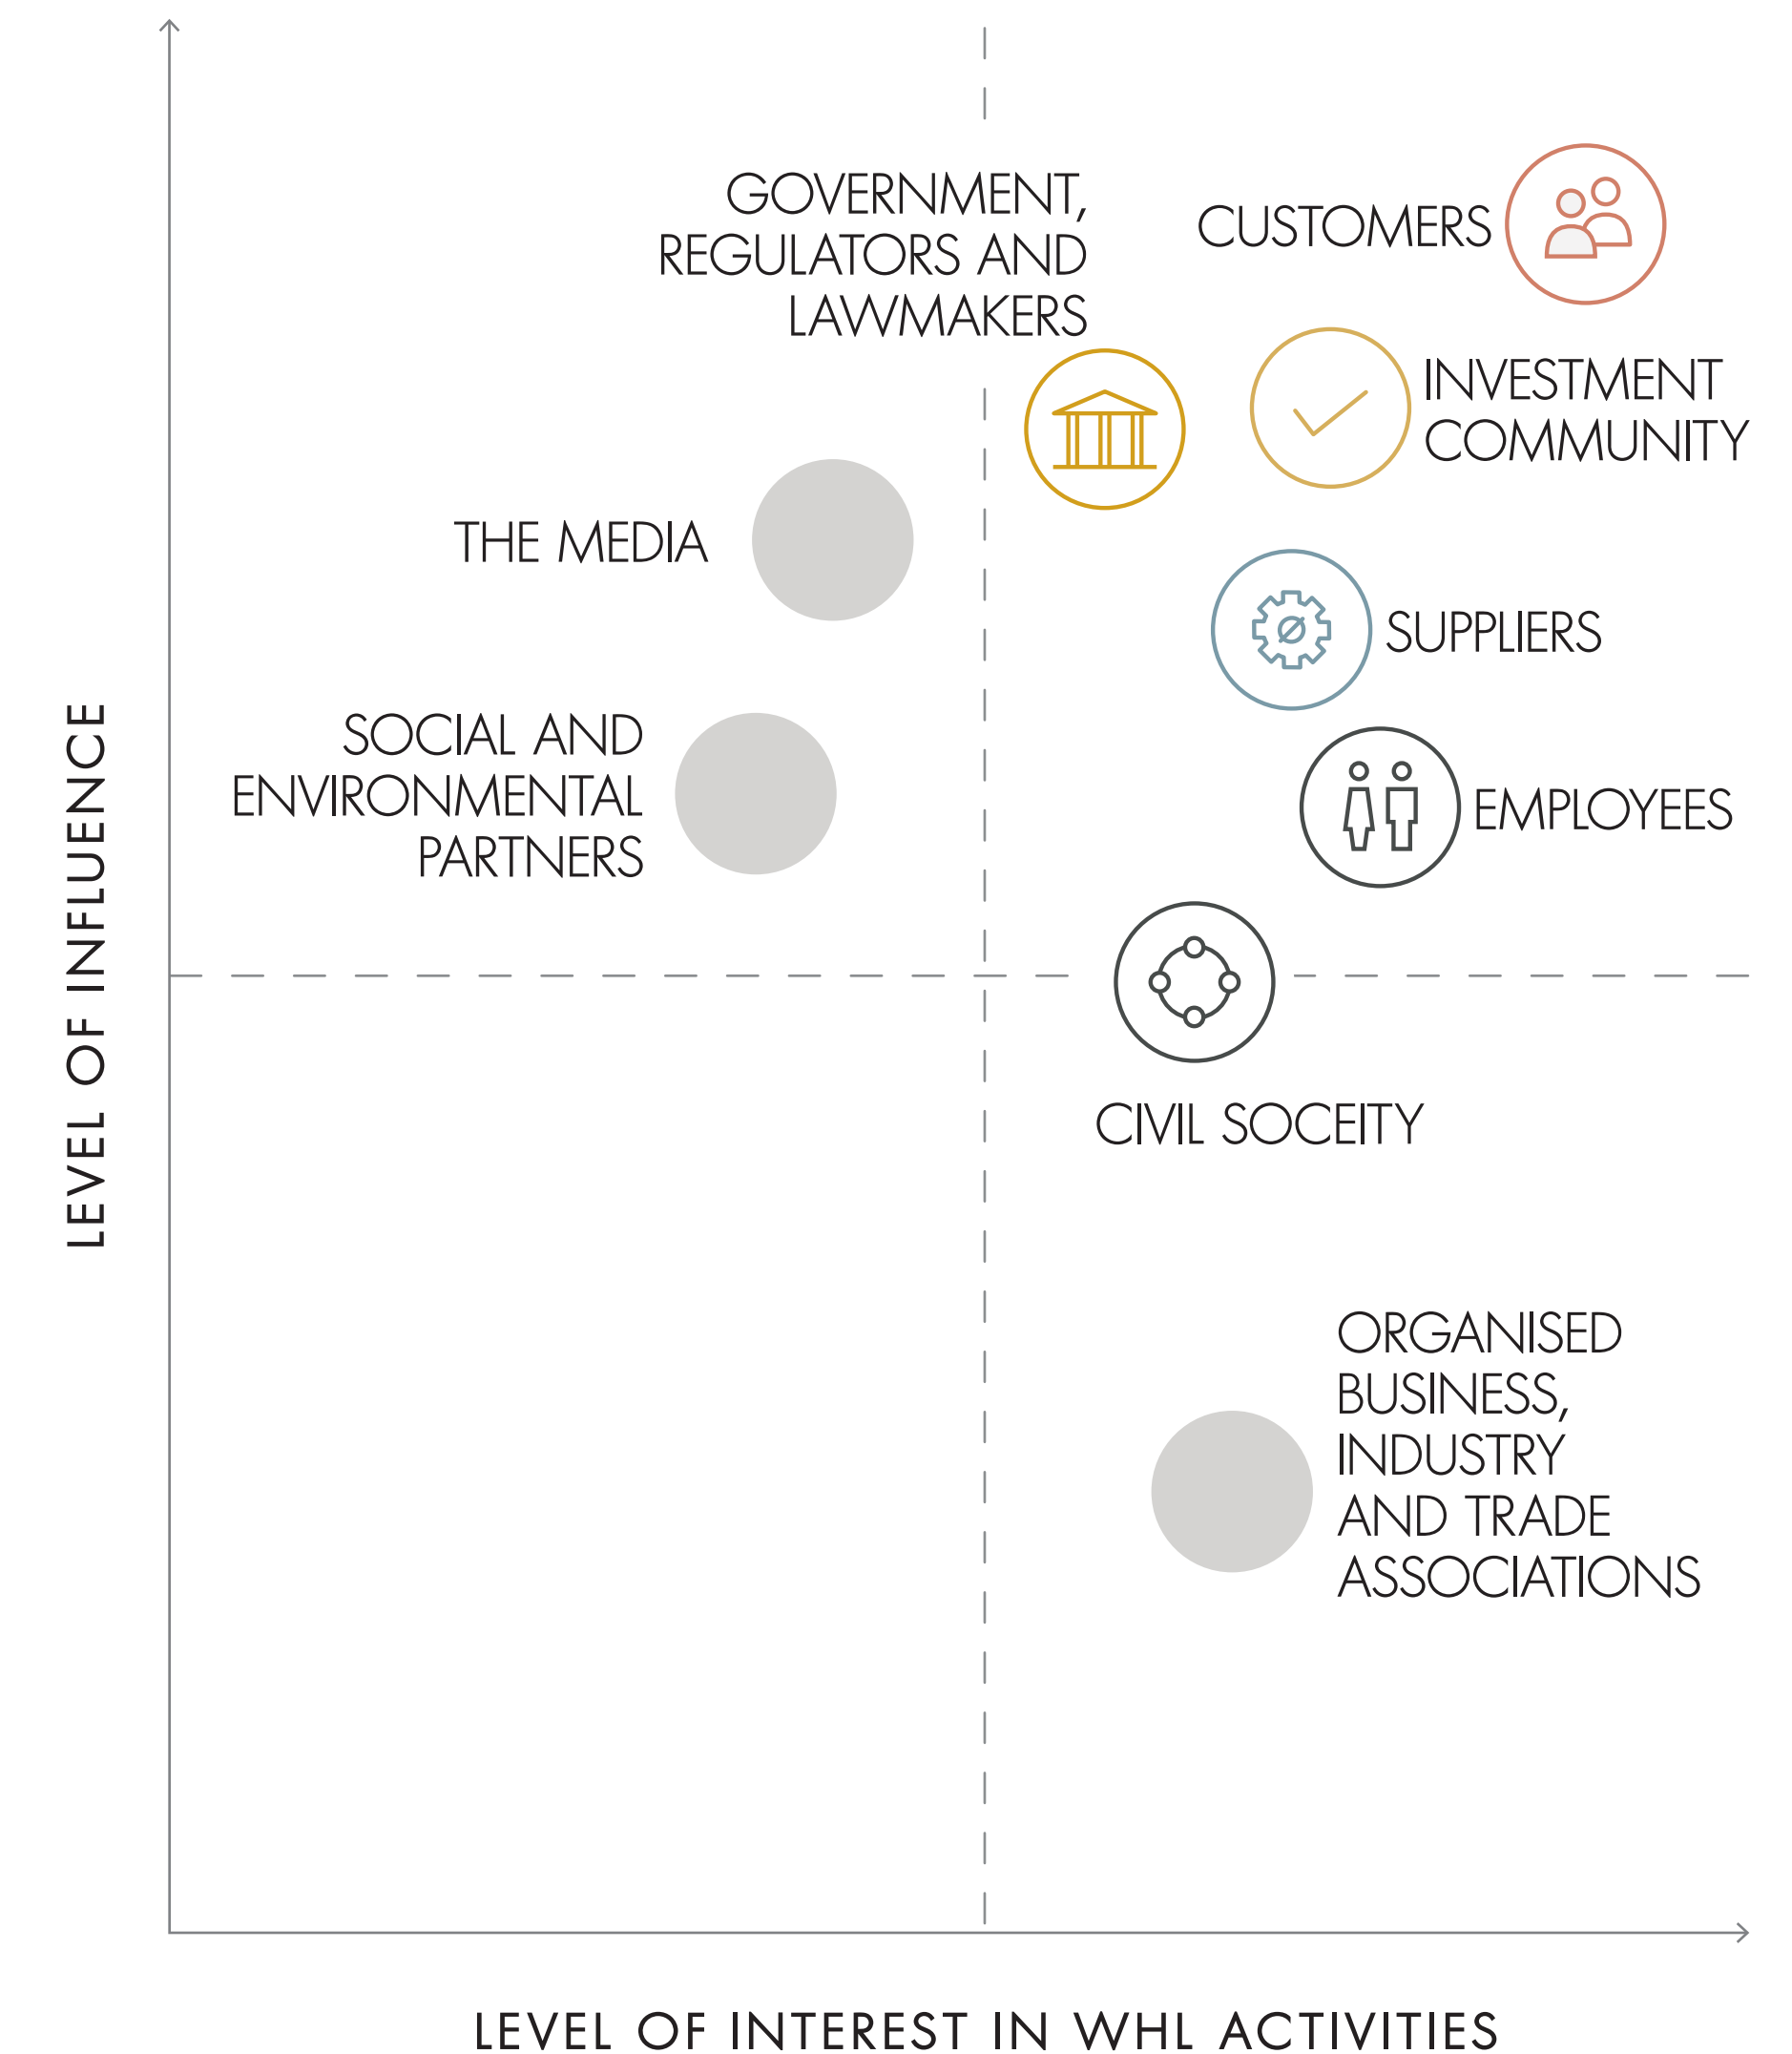 GOVERNMENT,
REGULATORS AND
LAWMAKERS
CUSTOMERS
INVESTMENT
COMMUNITY
THE MEDIA
SUPPLIERS
SOCIAL AND
ENVIRONMENTAL
PARTNERS
EMPLOYEES
LEVEL OF INFLUENCE
CIVIL SOCEITY
ORGANISED
BUSINESS,
INDUSTRY
AND TRADE
ASSOCIATIONS
LEVEL OF INTEREST IN WHL ACTIVITIES